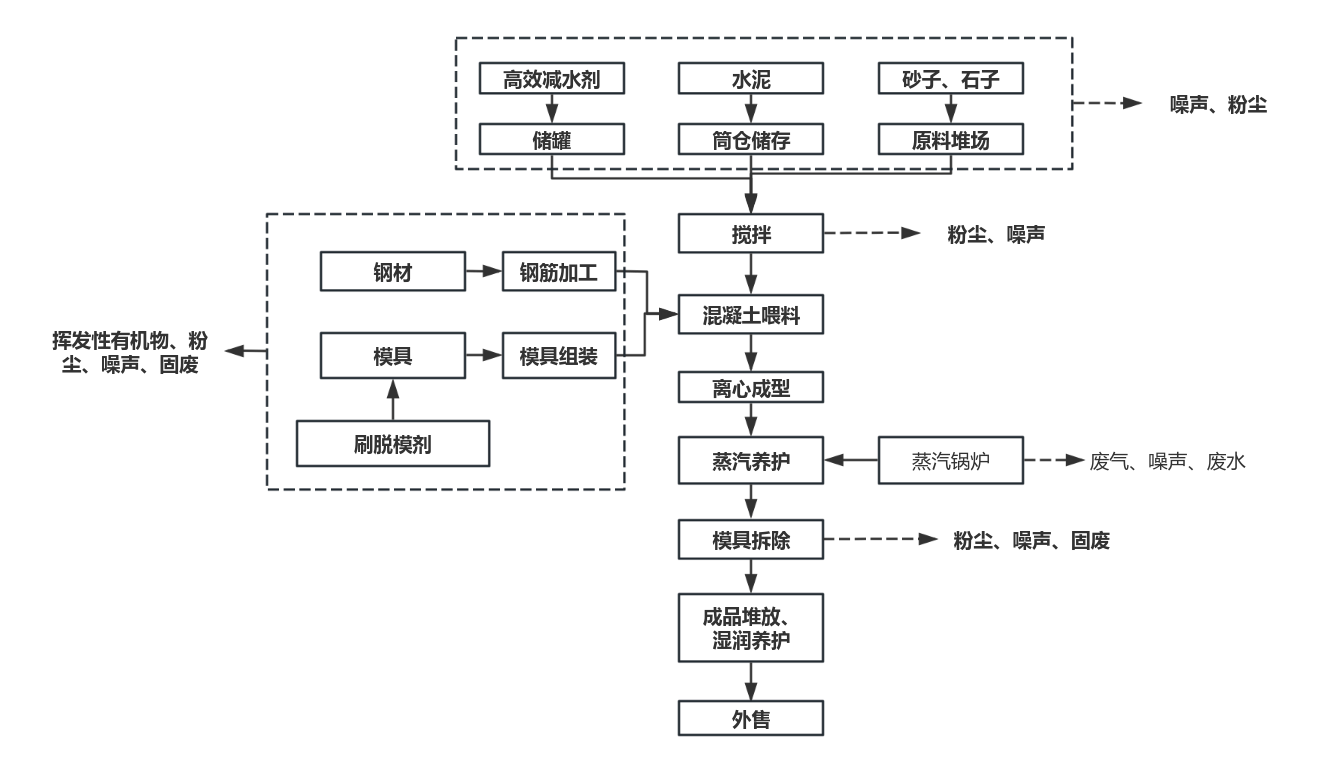 高效减水剂
水泥
砂子、石子
噪声、粉尘
储罐
筒仓储存
原料堆场
搅拌
粉尘、噪声
钢材
钢筋加工
混凝土喂料
挥发性有机物、粉
尘、噪声、固废
模具
模具组装
离心成型
刷脱模剂
蒸汽养护
蒸汽锅炉
废气、噪声、废水
模具拆除
粉尘、噪声、固废
成品堆放、
湿润养护
外售